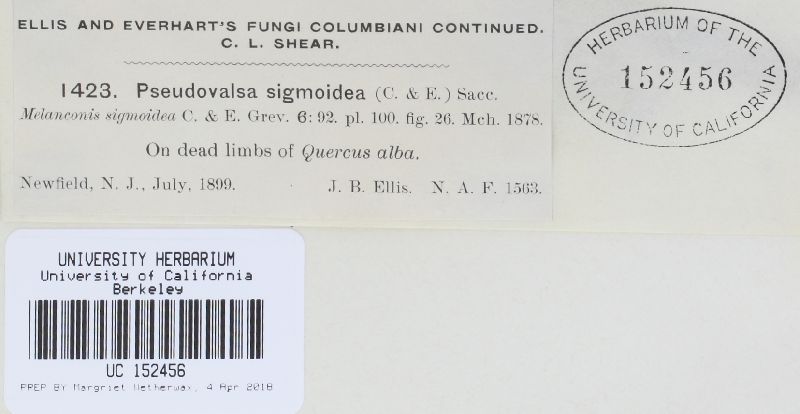 ELLIS AND EVERHART'S FUNGI COLUMBIANI CONTINUED.
C. L. SHEAR.
1423. Pseudovalsa sigmoidea (C. & E.) Sacc.
Melanconis sigmoidea C. & E. Grev. 6: 92. pl. 100. fig. 26. Mch. 1878.
On dead limbs of Quercus alba.
Newfield, N. J., July, 1899. J. B. Ellis. N. A. F. 1563.
HERBARIUM OF THE
152456
UNIVERSITY OF CALIFORNIA
UNIVERSITY HERBARIUM
University of California
Berkeley
UC 152456
PREP BY Margriet Wetherwax, 4 Apr 2018